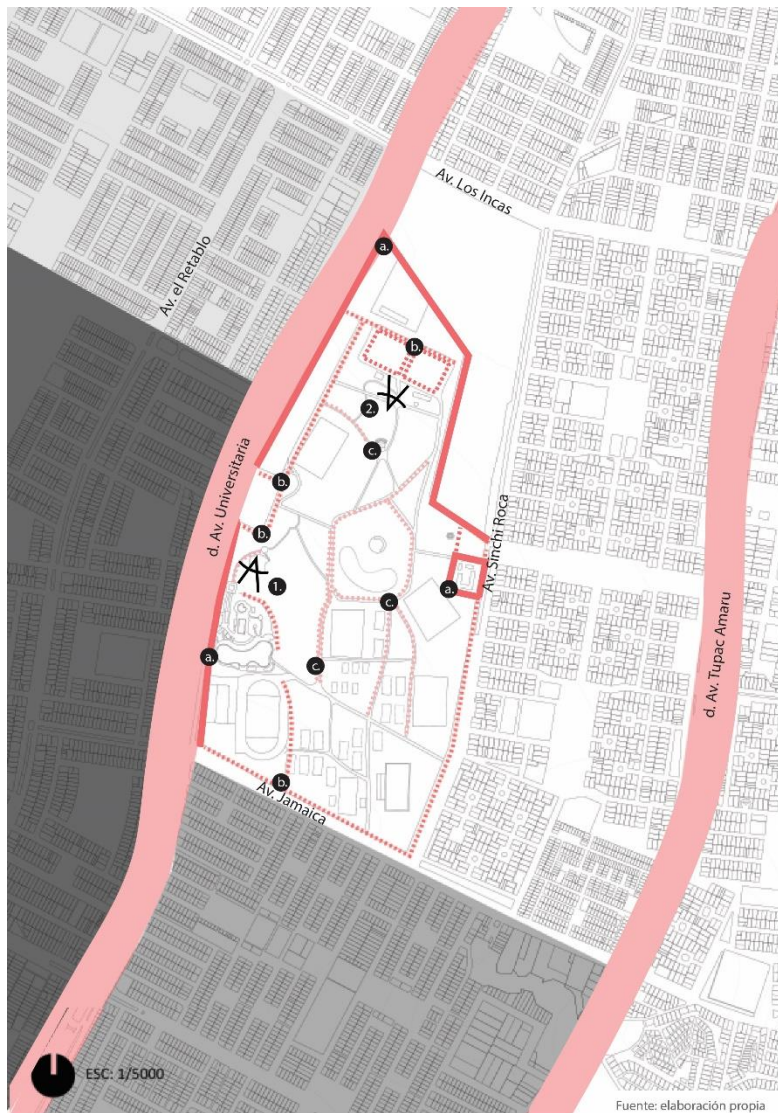 Av. Los Incas
Av. el Retablo
a.
b.
2.
c.
b.
d. Av. Universitaria
b.
Av. Sinchi Roca
1.
a.
c.
d. Av. Tupac Amaru
a.
c.
b.
Av. Jamaica
ESC: 1/5000
Fuente: elaboración propia